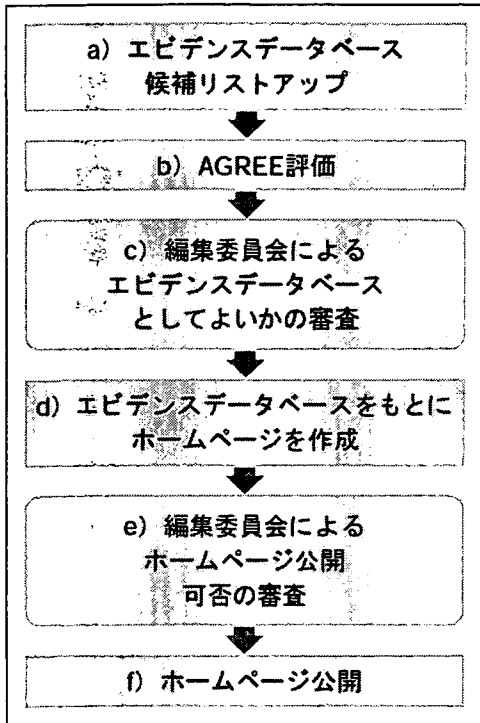 a) エビデンスデータベース
候補リストアップ
b) AGREE評価
c) 編集委員会による
エビデンスデータベース
としてよいかの審査
d) エビデンスデータベースをもとに
ホームページを作成
e) 編集委員会による
ホームページ公開
可否の審査
f) ホームページ公開